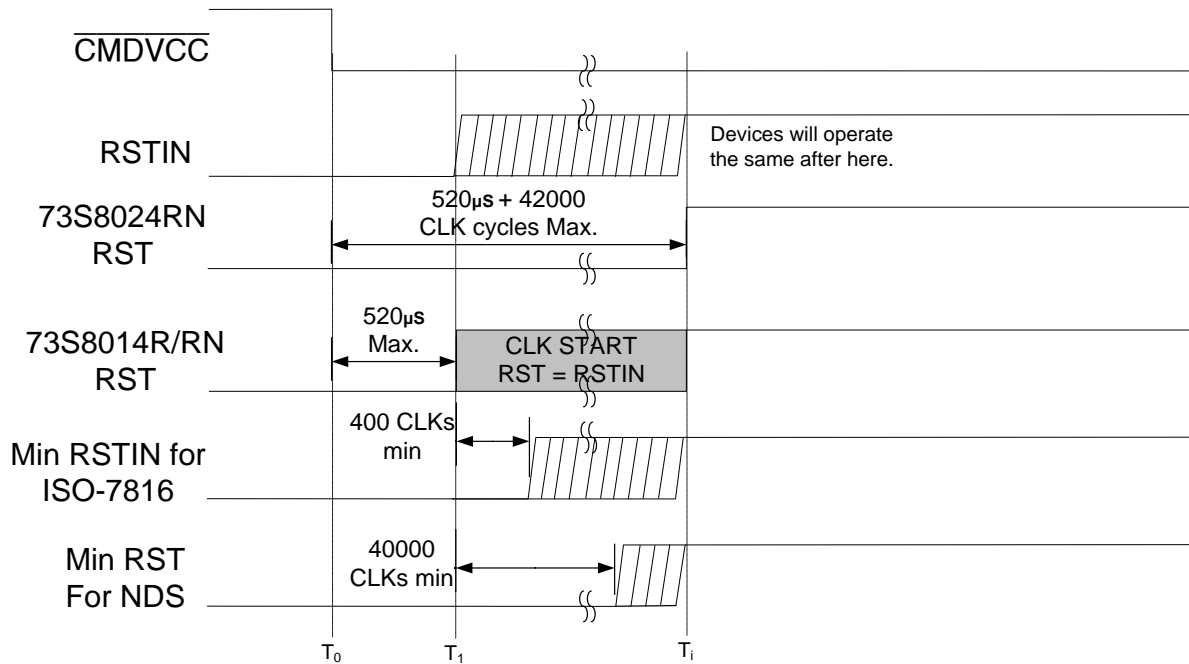 CMDVCC
RSTIN
Devices will operate
the same after here.
520µS + 42000
CLK cycles Max.
73S8024RN
RST
520µS
Max.
73S8014R/RN
RST
CLK START
RST = RSTIN
400 CLKs
min
Min RSTIN for
ISO-7816
40000
CLKs min
Min RST
For NDS
T0
T1
Ti